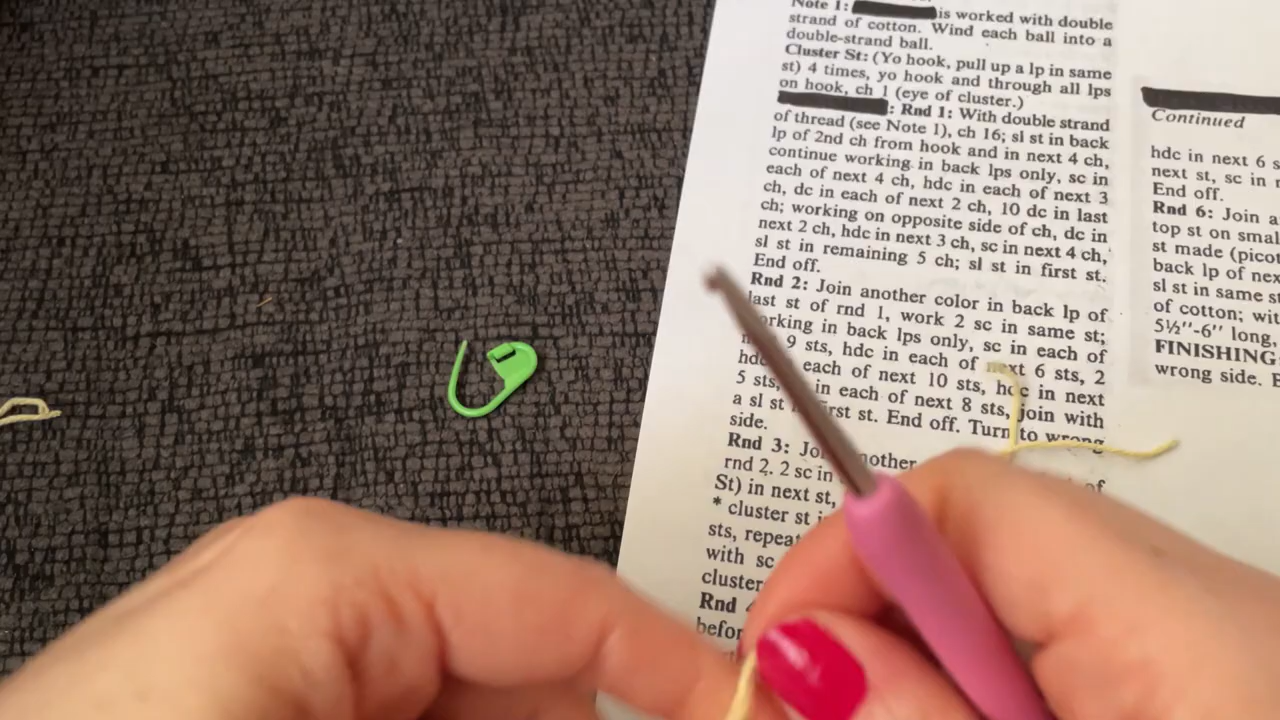 Note 1: is worked with double
strand of cotton. Wind each ball into a
double-strand ball.
Cluster St: (Yo hook, pull up a lp in same
st) 4 times, yo hook and through all lps
on hook, ch 1 (eye of cluster.)
: Rnd 1: With double strand
of thread (see Note 1), ch 16; sl st in back
lp of 2nd ch from hook and in next 4 ch,
continue working in back lps only, sc in
each of next 4 ch, hdc in each of next 3
ch, dc in each of next 2 ch, 10 dc in last
ch; working on opposite side of ch, dc in
next 2 ch, hdc in next 3 ch, sc in next 4 ch,
sl st in remaining 5 ch; sl st in first st.
End off.
Rnd 2: Join another color in back lp of
last st of rnd 1, work 2 sc in same st;
orking in back lps only, sc in each of
9 sts, hdc in each of next 6 sts, 2
hdc each of next 10 sts, hdc in next
5 sts, in each of next 8 sts, join with
a sl st rst st. End off. Turn to wrong
side.
Rnd 3: Jo nother of
rnd 2. 2 sc in
St) in next st,
* cluster st i
sts, repea
with sc
cluster
Rnd 4
befor
Continued
hdc in next 6 s
next st, sc in n
End off.
Rnd 6: Join a
top st on smal
st made (picot
back lp of nex
sl st in same s
of cotton; wit
5½"-6" long,
FINISHING
wrong side. E